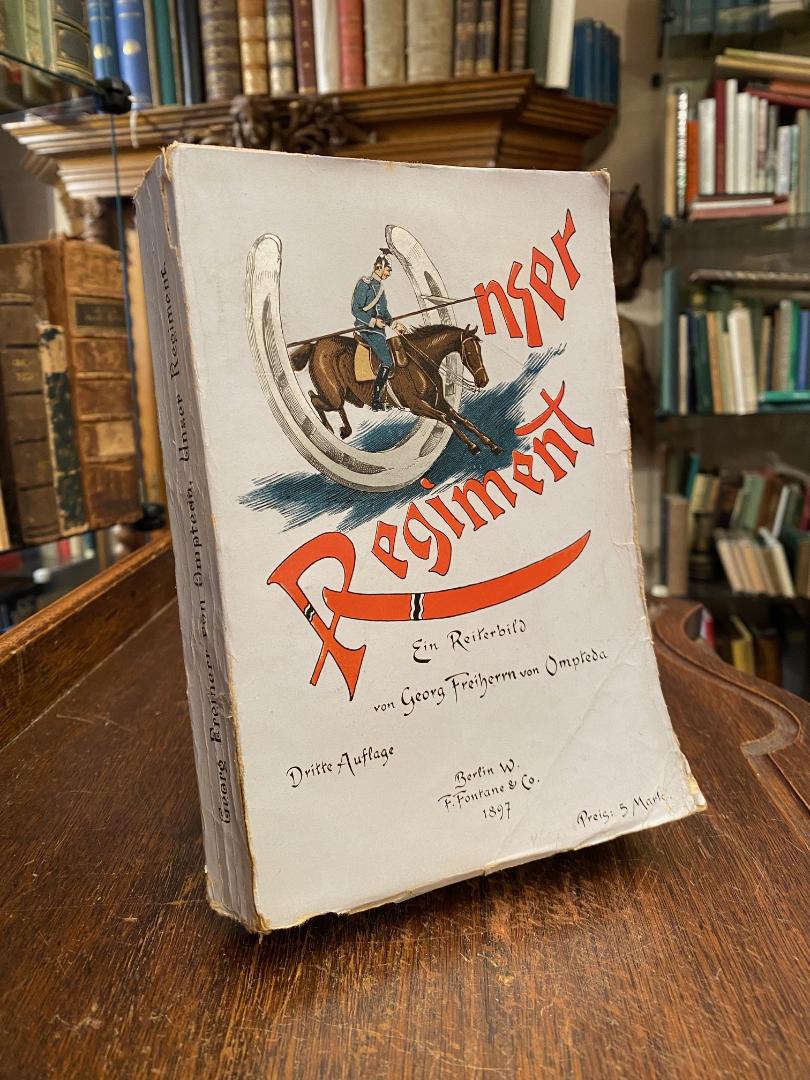 Unser
Regiment
Ein Reiterbild
von Georg Freiherrn von Ompteda
Dritte Auflage
Berlin W.
F. Fontane & Co.
1897
Preis: 5 Mark.
Georg Freiherr von Ompteda, Unser Regiment